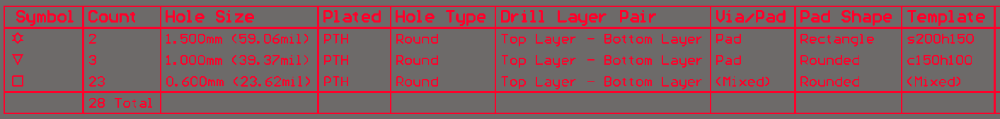 Symbol Count Hole Size Plated Hole Type Drill Layer Pair Via/Pad Pad Shape Template
2 1.500mm (59.06mil) PTH Round Top Layer - Bottom Layer Pad Rectangle s200h150
3 1.000mm (39.37mil) PTH Round Top Layer - Bottom Layer Pad Rounded c150h100
23 0.600mm (23.62mil) PTH Round Top Layer - Bottom Layer (Mixed) Rounded (Mixed)
28 Total